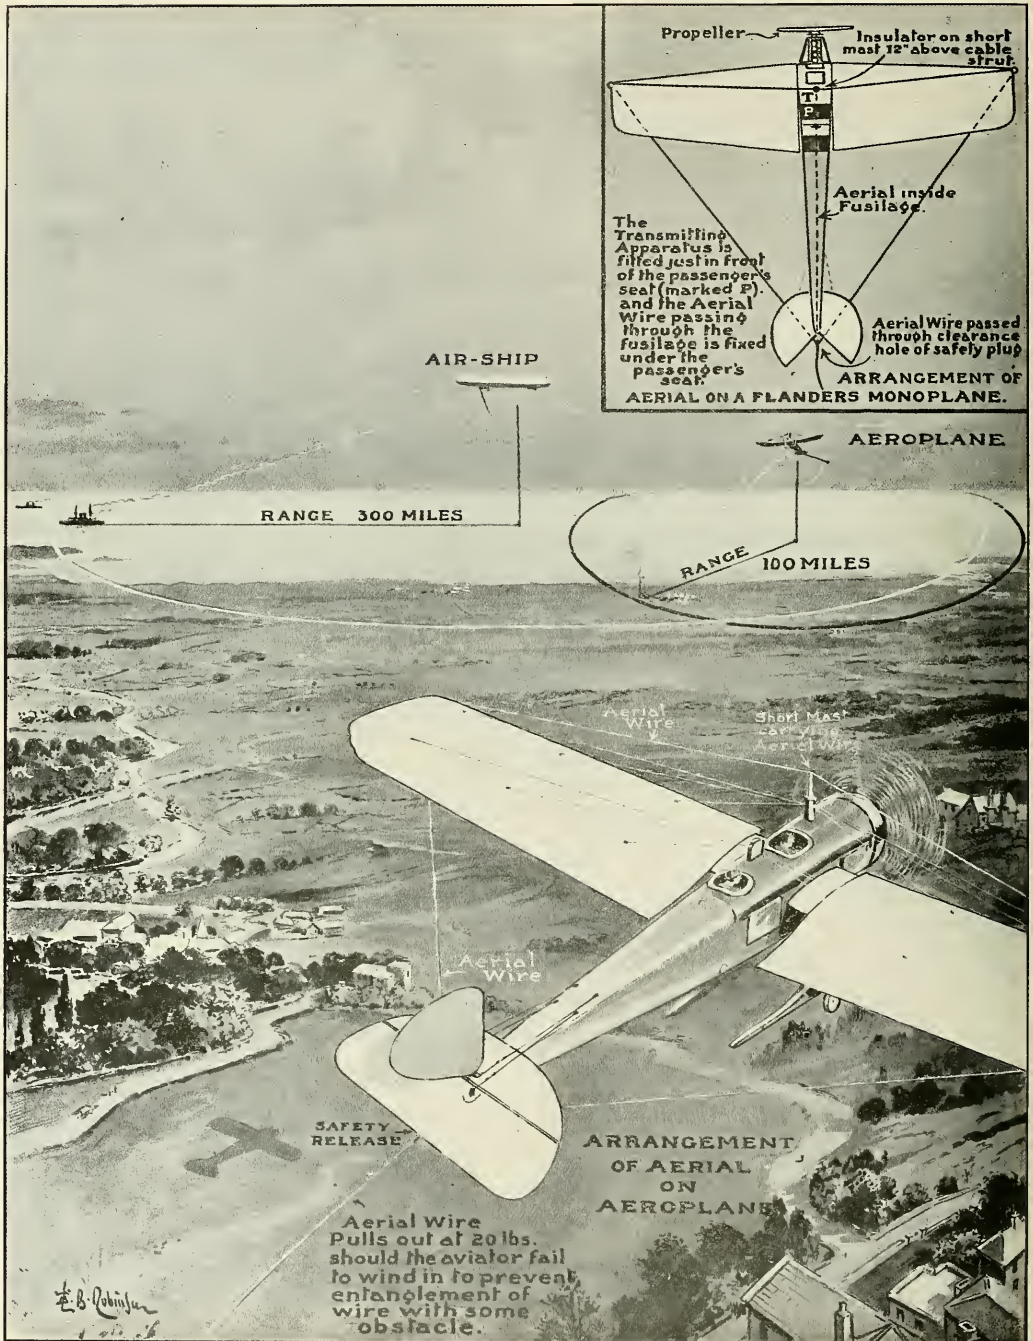 Propeller
Insulator on short
mast 12" above cable
strut.
T
P
Aerial inside
Fusilage.
The
Transmitting
Apparatus is
fitted just in front
of the passenger's
seat (marked P).
and the Aerial
Wire passing
through the
fusilage is fixed
under the
passenger's
seat.
Aerial Wire passed
through clearance
hole of safety plug
ARRANGEMENT OF
AERIAL ON A FLANDERS MONOPLANE.
AIR-SHIP
AEROPLANE
RANGE 300 MILES
RANGE 100 MILES
Aerial
Wire
Short Mast
carrying
Aerial Wire
Aerial
Wire
SAFETY
RELEASE
ARRANGEMENT
OF AERIAL
ON
AEROPLANE
Aerial Wire
Pulls out at 20 lbs.
should the aviator fail
to wind in to prevent
entanglement of
wire with some
obstacle.
E.B. Robinson